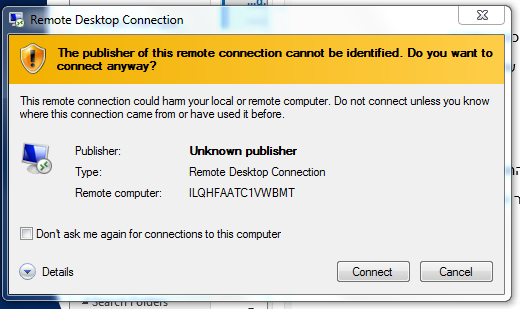 ...g.
Remote Desktop Connection
The publisher of this remote connection cannot be identified. Do you want to
connect anyway?
This remote connection could harm your local or remote computer. Do not connect unless you know
where this connection came from or have used it before.
Publisher: Unknown publisher
Type: Remote Desktop Connection
Remote computer: ILQHFAATC1VWBMT
Don't ask me again for connections to this computer
Details Connect Cancel
Search Folders